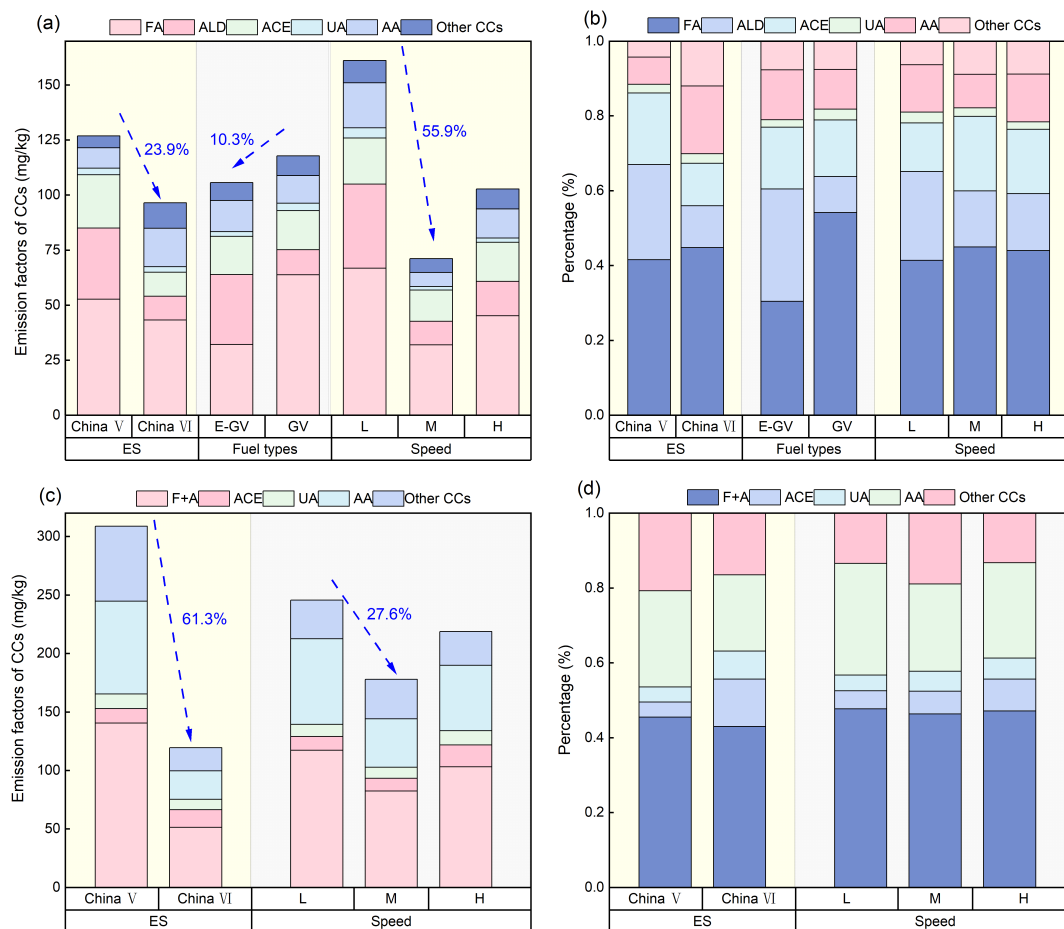 (a)
FA ALD ACE UA AA Other CCs
Emission factors of CCs (mg/kg)
150
125
100
75
50
25
0
23.9%
10.3%
55.9%
China Ⅴ China Ⅵ E-GV GV L M H
ES Fuel types Speed
(b)
FA ALD ACE UA AA Other CCs
Percentage (%)
1.0
0.8
0.6
0.4
0.2
0.0
China Ⅴ China Ⅵ E-GV GV L M H
ES Fuel types Speed
(c)
F+A ACE UA AA Other CCs
Emission factors of CCs (mg/kg)
300
250
200
150
100
50
0
61.3%
27.6%
China Ⅴ China Ⅵ L M H
ES Speed
(d)
F+A ACE UA AA Other CCs
Percentage (%)
1.0
0.8
0.6
0.4
0.2
0.0
China Ⅴ China Ⅵ L M H
ES Speed